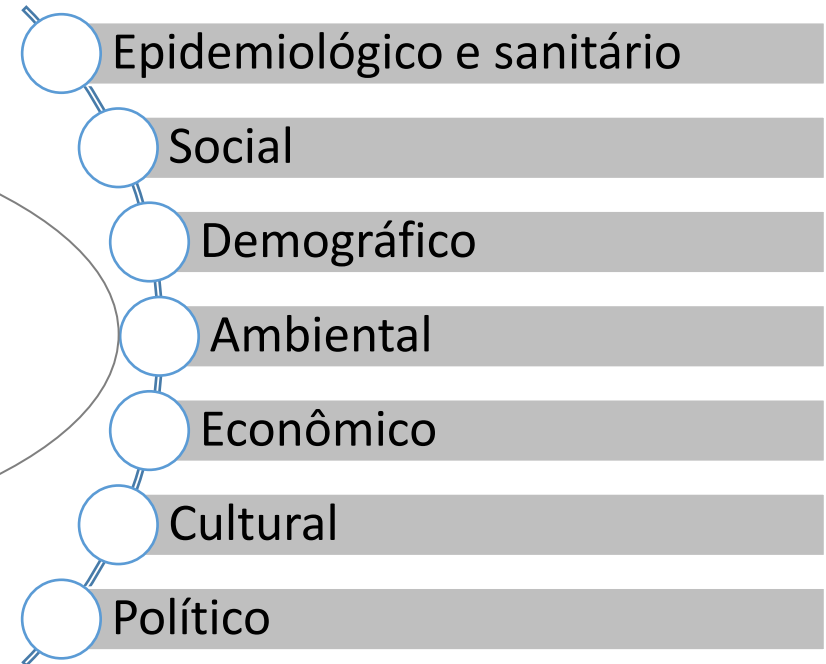 Epidemiológico e sanitário
Social
Demográfico
Ambiental
Econômico
Cultural
Político